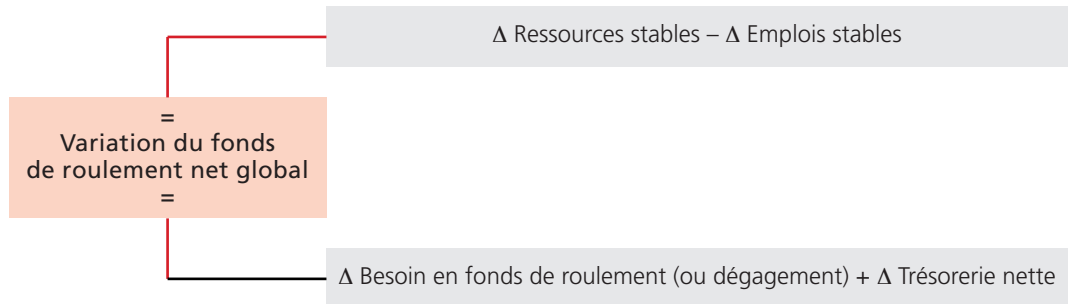 Δ Ressources stables – Δ Emplois stables
=
Variation du fonds
de roulement net global
=
Δ Besoin en fonds de roulement (ou dégagement) + Δ Trésorerie nette